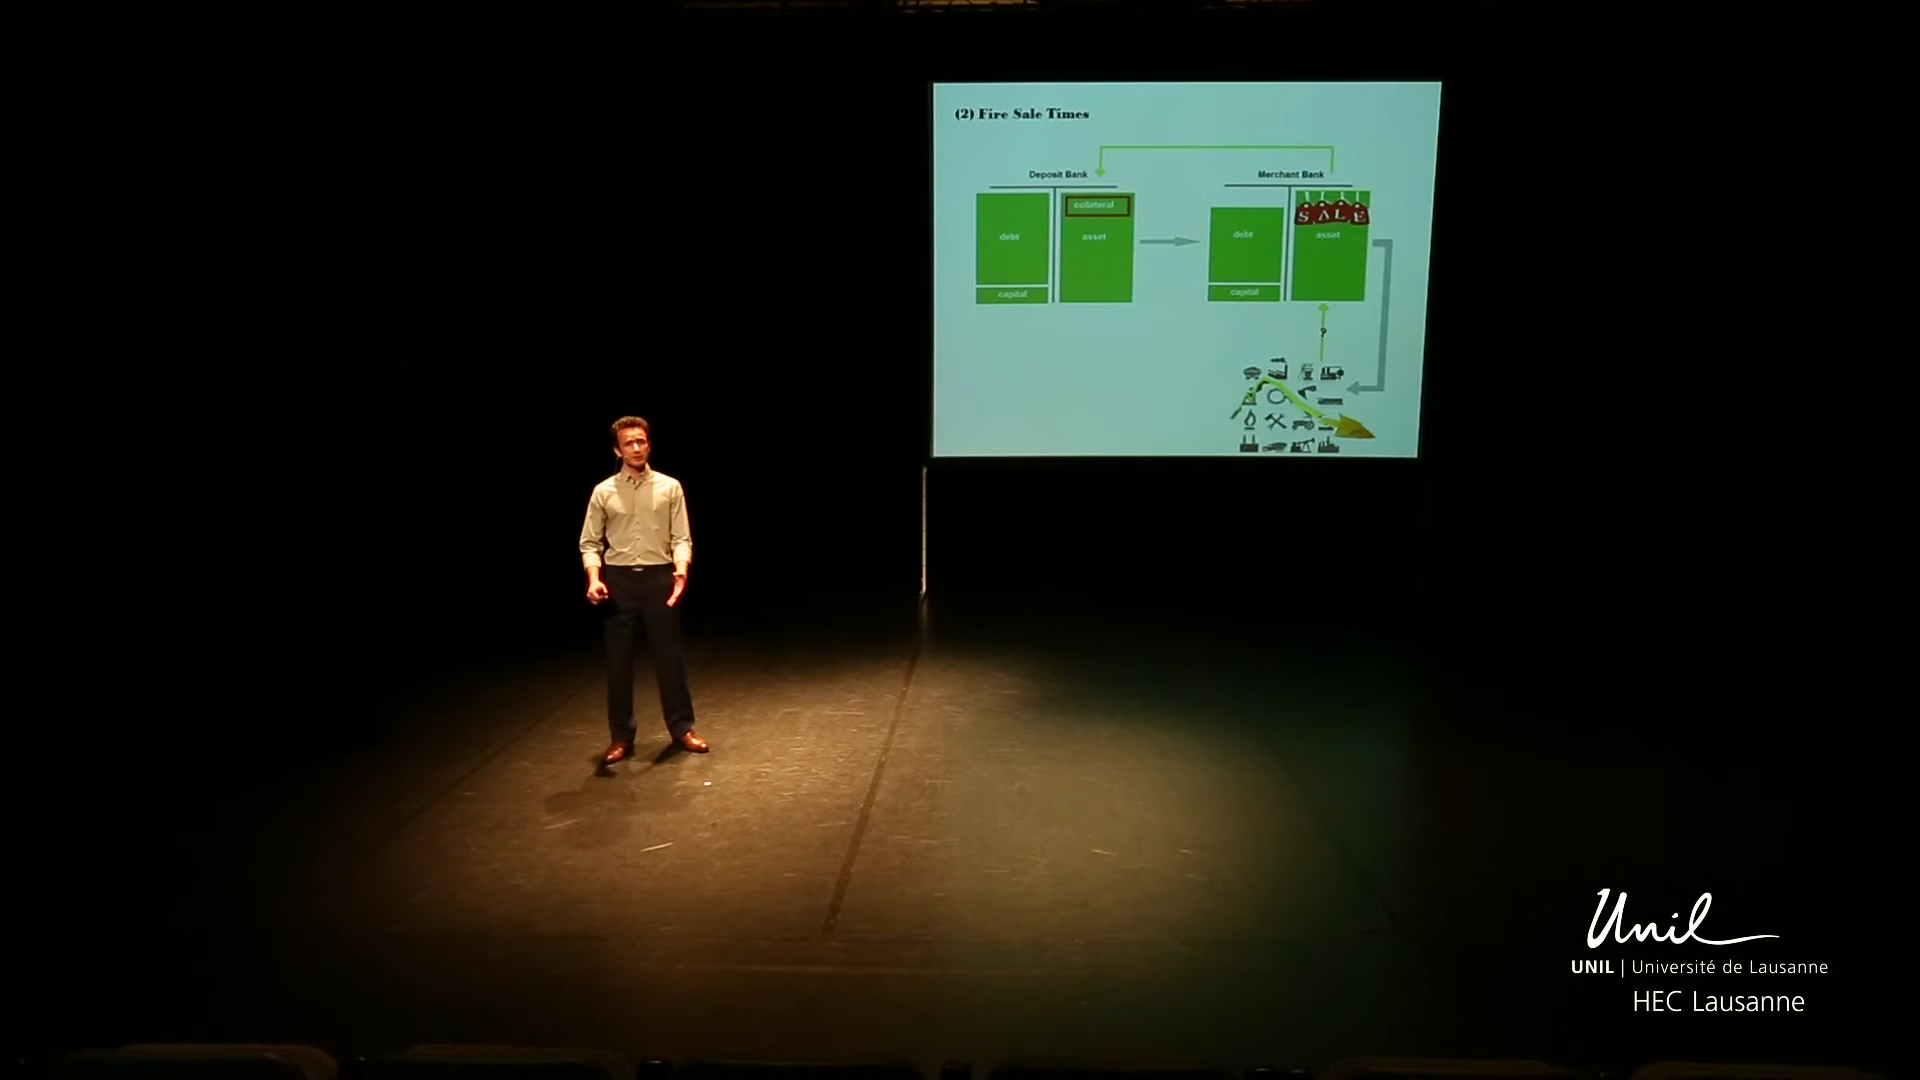 (2) Fire Sale Times
Deposit Bank
Merchant Bank
collateral
debt
asset
capital
SALE
debt
asset
capital
?
Unil
UNIL | Université de Lausanne
HEC Lausanne